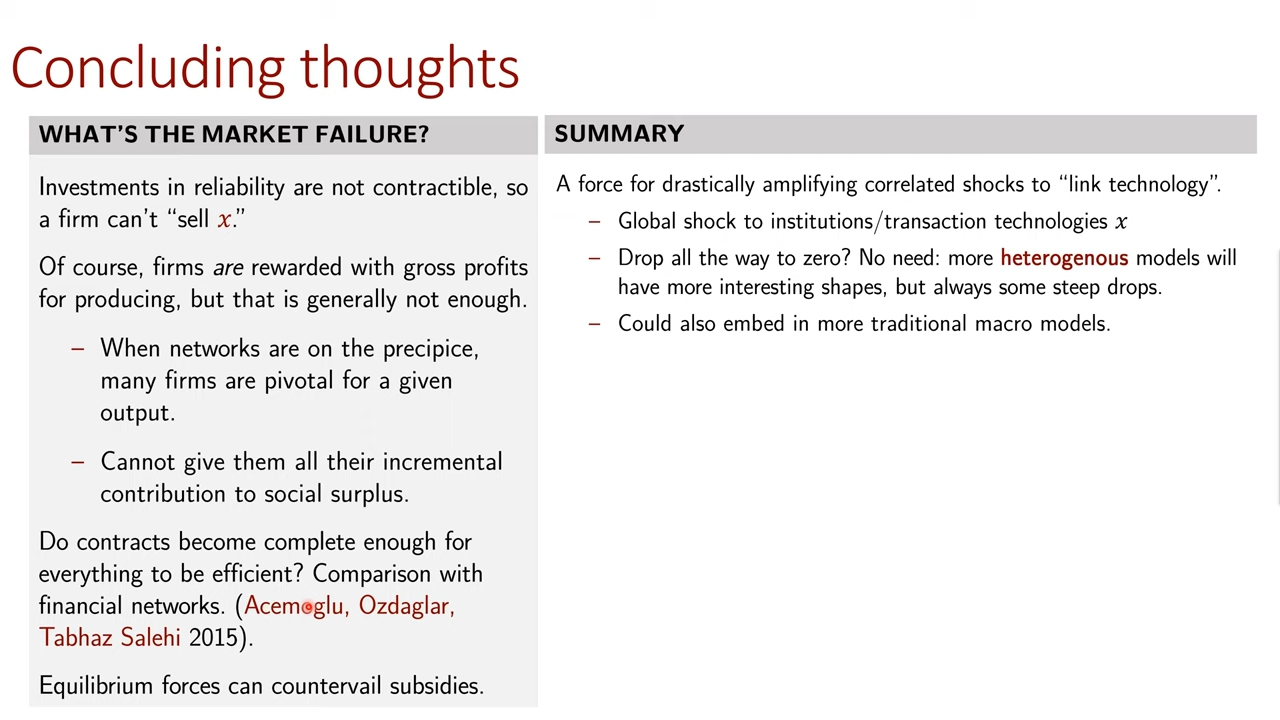 Concluding thoughts
WHAT'S THE MARKET FAILURE?
Investments in reliability are not contractible, so
a firm can't “sell x.”
Of course, firms are rewarded with gross profits
for producing, but that is generally not enough.
– When networks are on the precipice,
many firms are pivotal for a given
output.
– Cannot give them all their incremental
contribution to social surplus.
Do contracts become complete enough for
everything to be efficient? Comparison with
financial networks. (Acemoglu, Ozdaglar,
Tabhaz Salehi 2015).
Equilibrium forces can countervail subsidies.
SUMMARY
A force for drastically amplifying correlated shocks to “link technology”.
– Global shock to institutions/transaction technologies x
– Drop all the way to zero? No need: more heterogenous models will
have more interesting shapes, but always some steep drops.
– Could also embed in more traditional macro models.